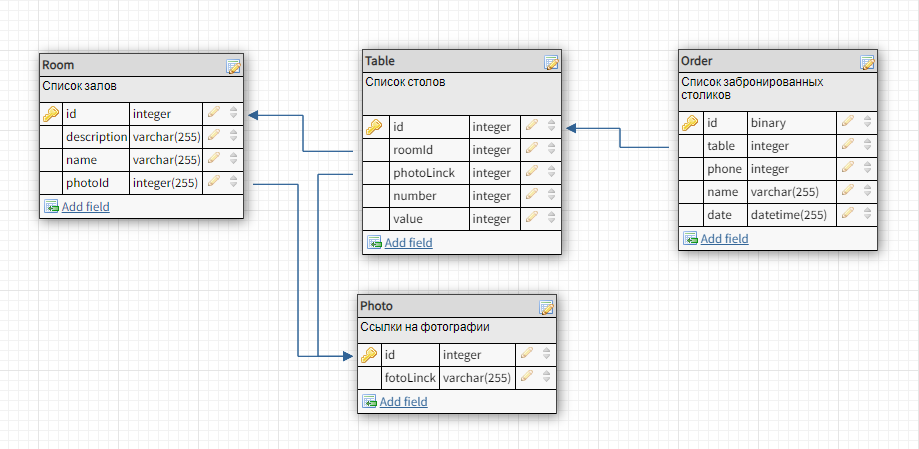 Room
Список залов
id integer
description varchar(255)
name varchar(255)
photoId integer(255)
Add field
Table
Список столов
id integer
roomId integer
photoLinck integer
number integer
value integer
Add field
Order
Список забронированных
столиков
id binary
table integer
phone integer
name varchar(255)
date datetime(255)
Add field
Photo
Ссылки на фотографии
id integer
fotoLinck varchar(255)
Add field